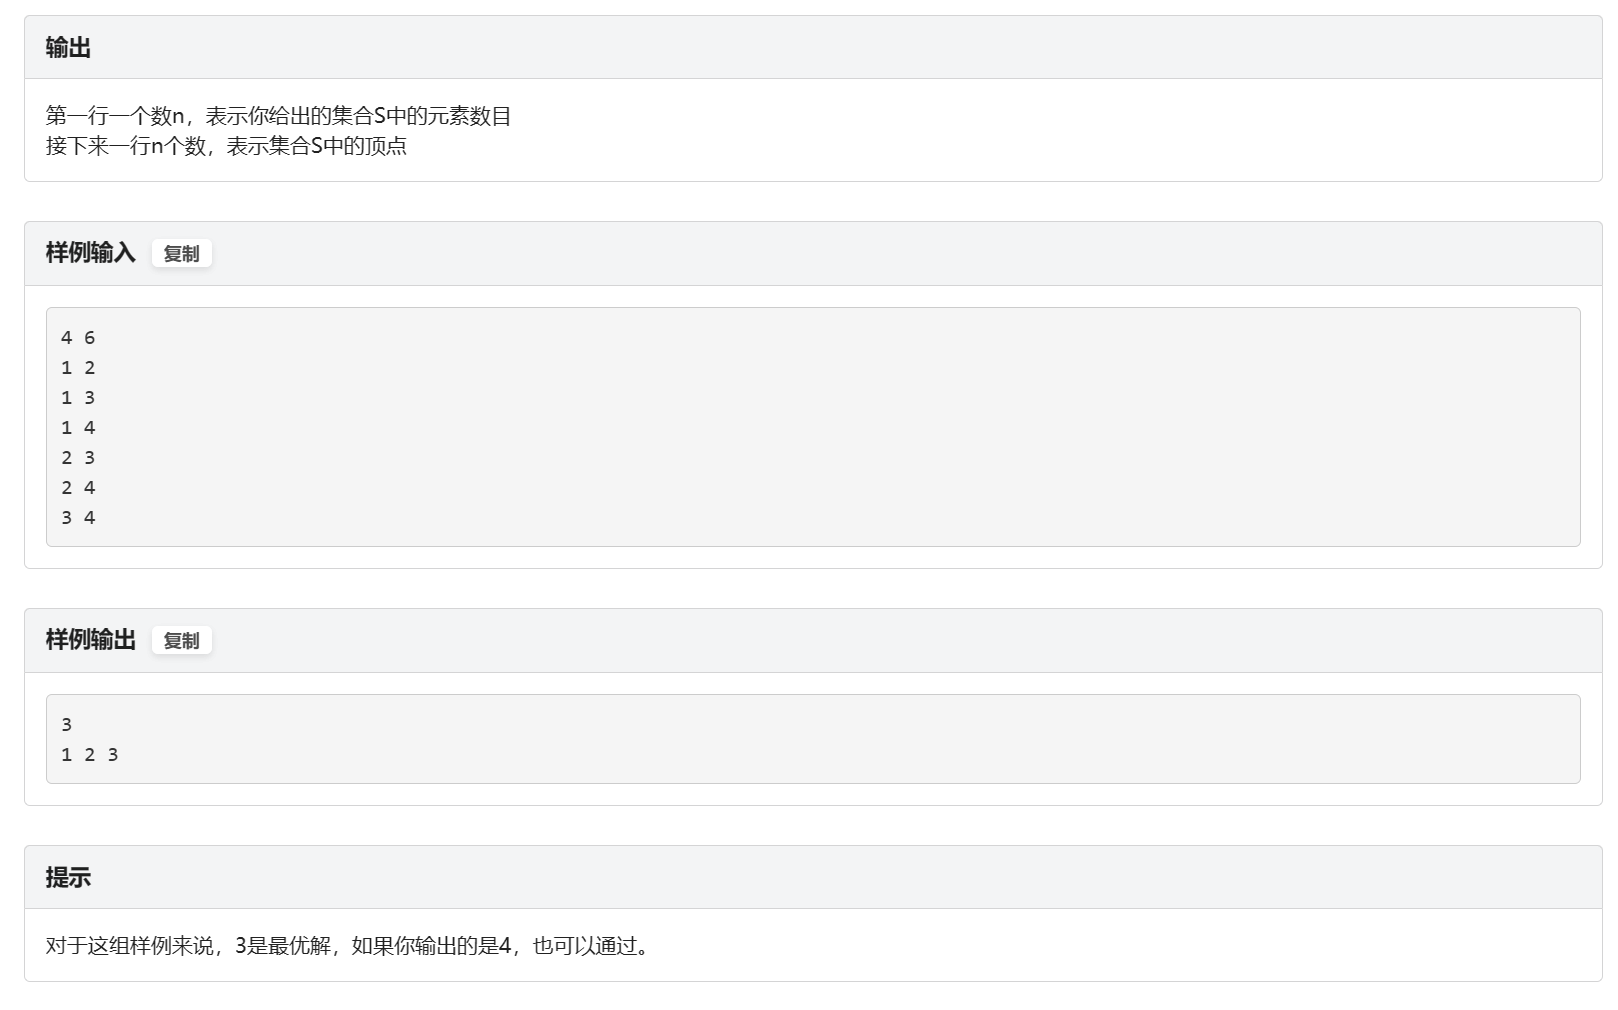 输出
第一行一个数n，表示你给出的集合S中的元素数目
接下来一行n个数，表示集合S中的顶点
样例输入 复制
4 6
1 2
1 3
1 4
2 3
2 4
3 4
样例输出 复制
3
1 2 3
提示
对于这组样例来说，3是最优解，如果你输出的是4，也可以通过。